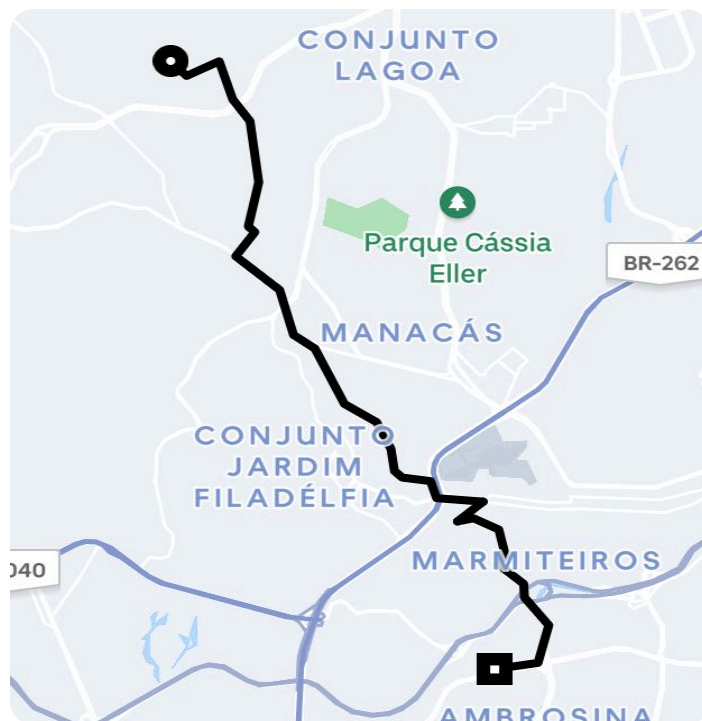 CONJUNTO
LAGOA
Parque Cássia
Eller
BR-262
MANACÁS
CONJUNTO
JARDIM
FILADÉLFIA
MARMITEIROS
040
AMBROSINA